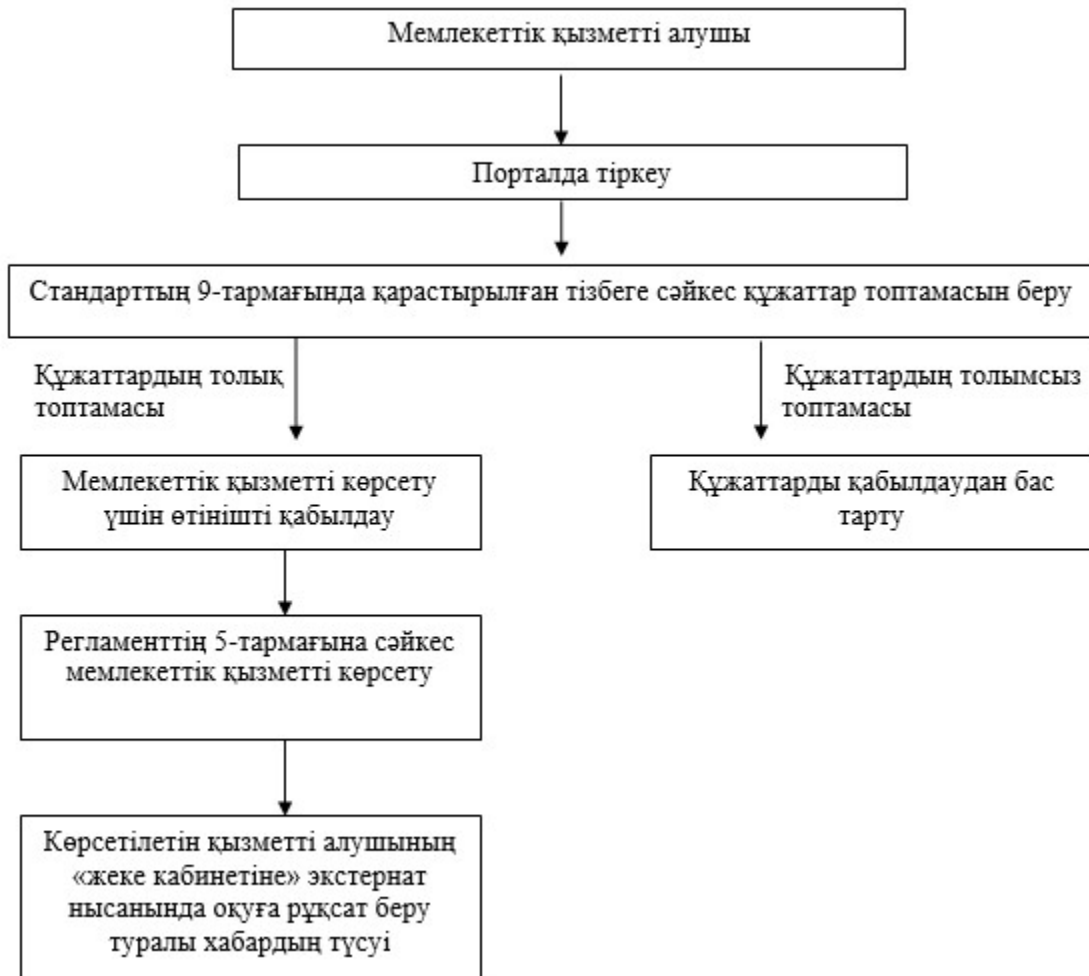 Мемлекеттік қызметті алушы
Порталда тіркеу
Стандарттың 9-тармағында қарастырылған тізбеге сәйкес құжаттар топтамасын беру
Құжаттардың толық
топтамасы
Құжаттардың толымсыз
топтамасы
Мемлекеттік қызметті көрсету
үшін өтінішті қабылдау
Құжаттарды қабылдаудан бас
тарту
Регламенттің 5-тармағына сәйкес
мемлекеттік қызметті көрсету
Көрсетілетін қызметті алушының
«жеке кабинетіне» экстернат
нысанында оқуға рұқсат беру
туралы хабардың түсуі